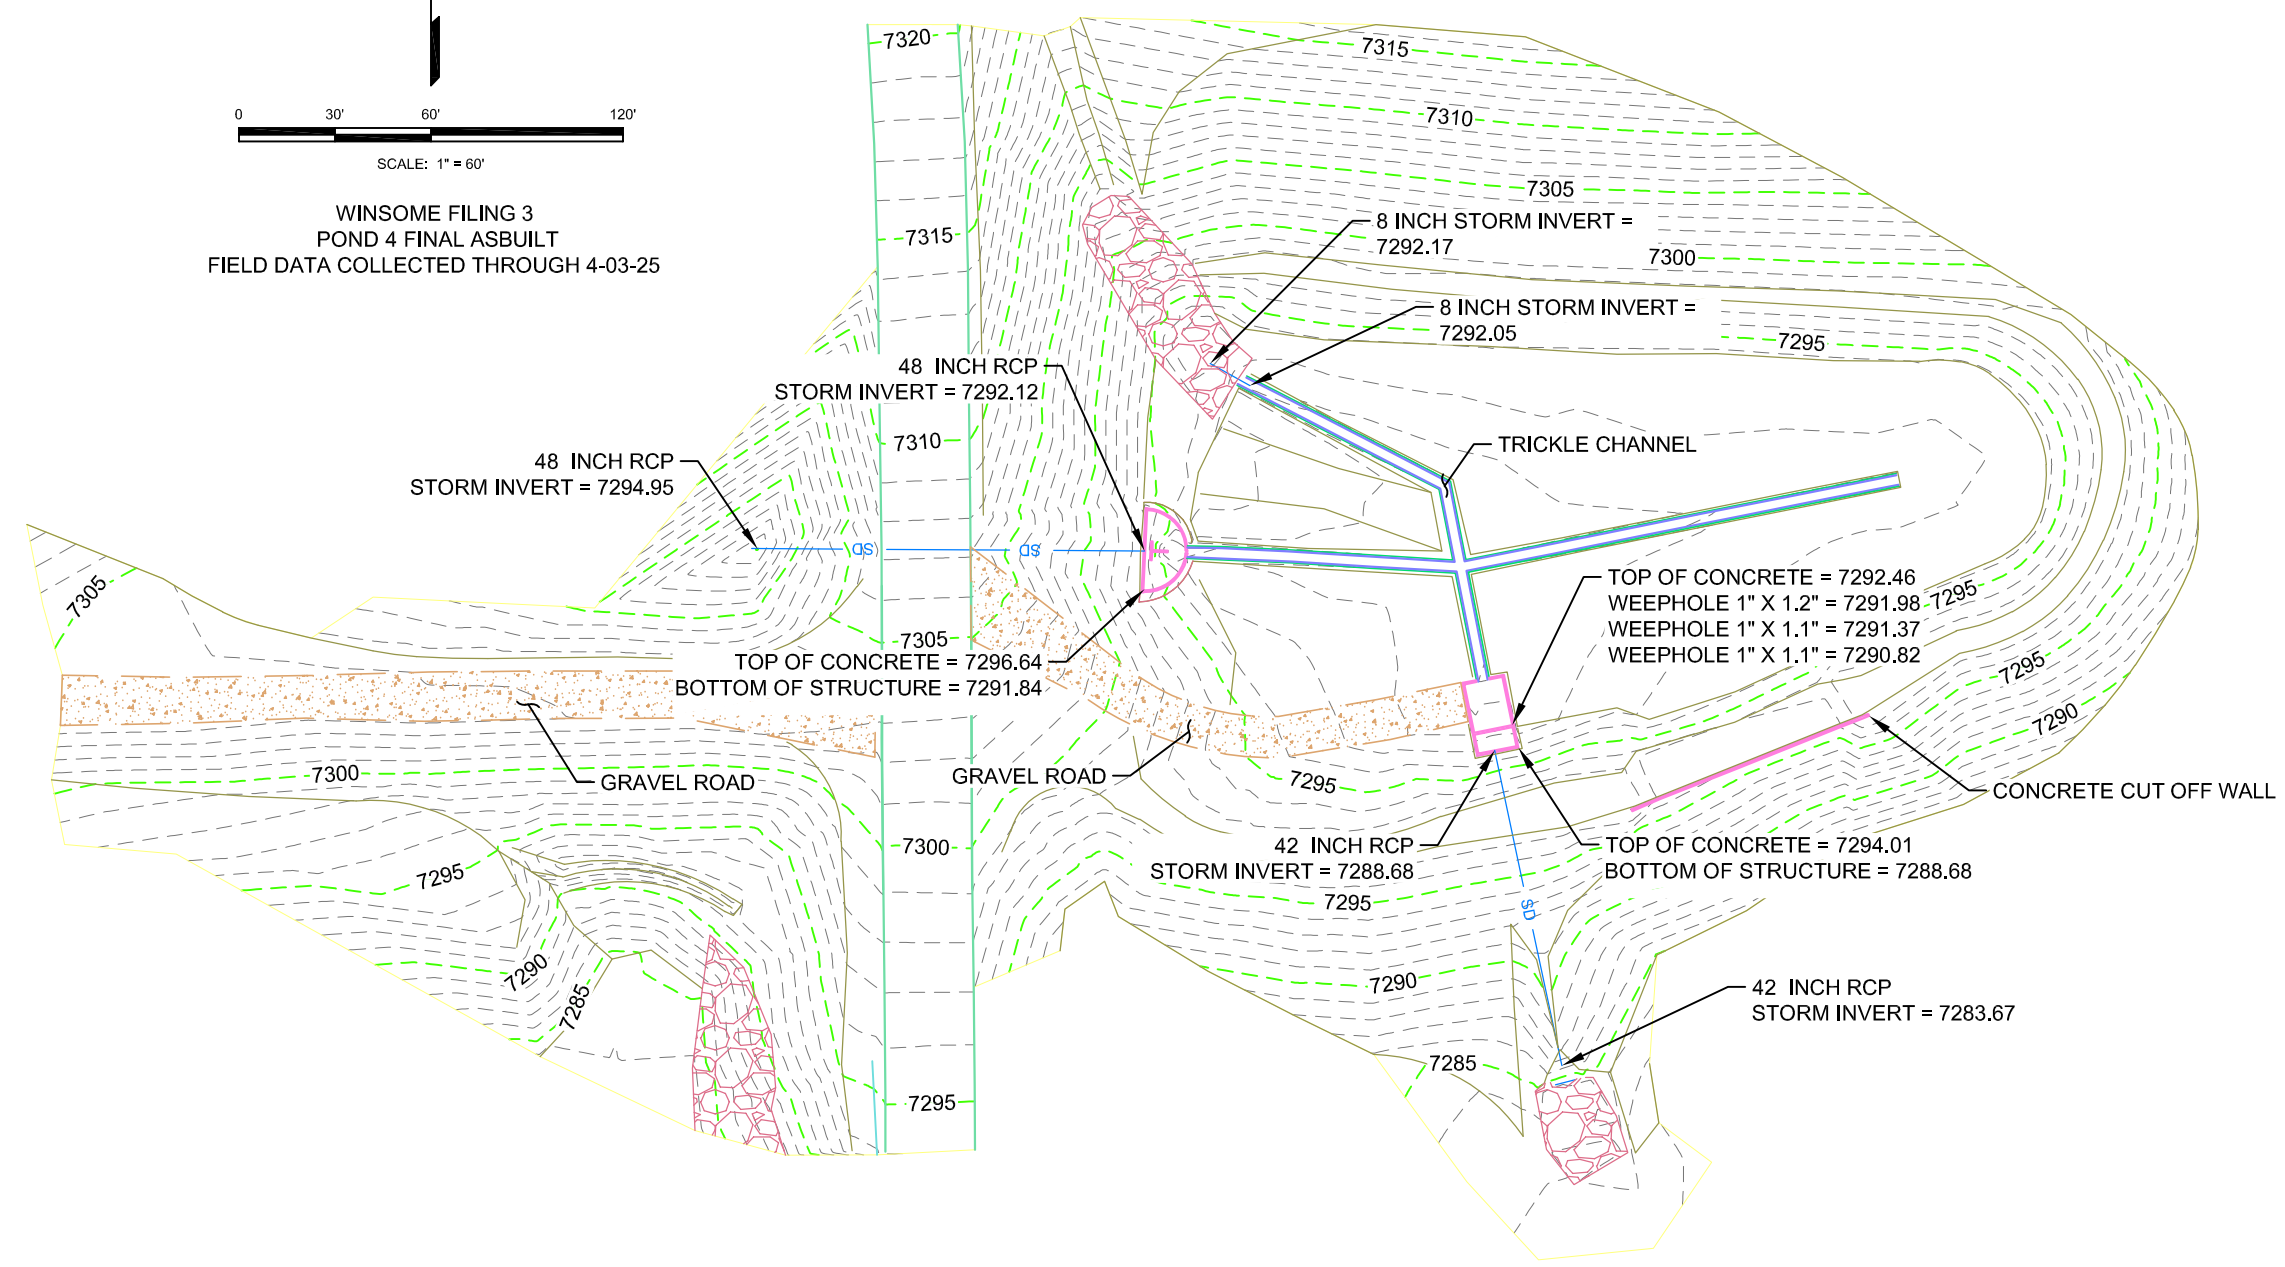 0 30' 60' 120'
SCALE: 1" = 60'
WINSOME FILING 3
POND 4 FINAL ASBUILT
FIELD DATA COLLECTED THROUGH 4-03-25
7320
7315
7310
7305
7300
7295
7315
7310
7305
7300
7295
8 INCH STORM INVERT =
7292.17
8 INCH STORM INVERT =
7292.05
48 INCH RCP
STORM INVERT = 7292.12
48 INCH RCP
STORM INVERT = 7294.95
TRICKLE CHANNEL
SD
SD
TOP OF CONCRETE = 7292.46
WEEPHOLE 1" X 1.2" = 7291.98
WEEPHOLE 1" X 1.1" = 7291.37
WEEPHOLE 1" X 1.1" = 7290.82
7295
7295
7290
7305
TOP OF CONCRETE = 7296.64
BOTTOM OF STRUCTURE = 7291.84
7300
GRAVEL ROAD
GRAVEL ROAD
7295
CONCRETE CUT OFF WALL
42 INCH RCP
STORM INVERT = 7288.68
TOP OF CONCRETE = 7294.01
BOTTOM OF STRUCTURE = 7288.68
7295
7295
SD
7290
7290
7285
42 INCH RCP
STORM INVERT = 7283.67
7285